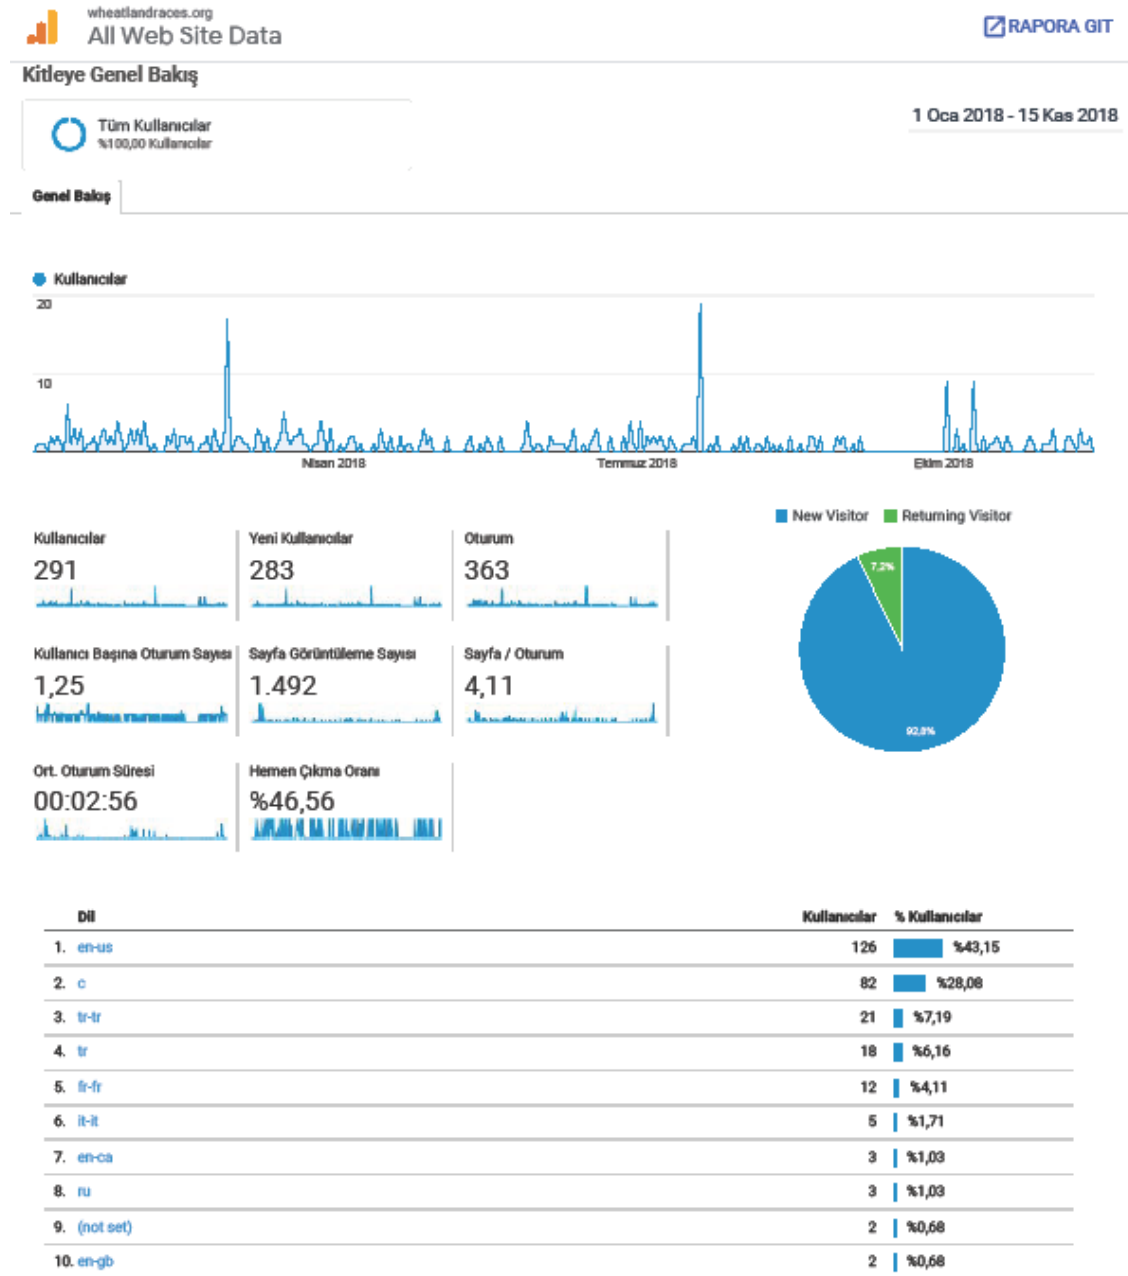 wheatlandraces.org
All Web Site Data
RAPORA GIT
Kitleye Genel Bakış
Tüm Kullanıcılar
%100,00 Kullanıcılar
1 Oca 2018 - 15 Kas 2018
Genel Bakış
Kullanıcılar
20
10
Nisan 2018 Temmuz 2018 Ekim 2018
New Visitor Returning Visitor
Kullanıcılar Yeni Kullanıcılar Oturum
291 283 363
7,2%
Kullanıcı Başına Oturum Sayısı Sayfa Görüntüleme Sayısı Sayfa / Oturum
1,25 1.492 4,11
92,8%
Ort. Oturum Süresi Hemen Çıkma Oranı
00:02:56 %46,56
Dil Kullanıcılar % Kullanıcılar
1. en-us 126 %43,15
2. c 82 %28,08
3. tr-tr 21 %7,19
4. tr 18 %6,16
5. fr-fr 12 %4,11
6. it-it 5 %1,71
7. en-ca 3 %1,03
8. ru 3 %1,03
9. (not set) 2 %0,68
10. en-gb 2 %0,68